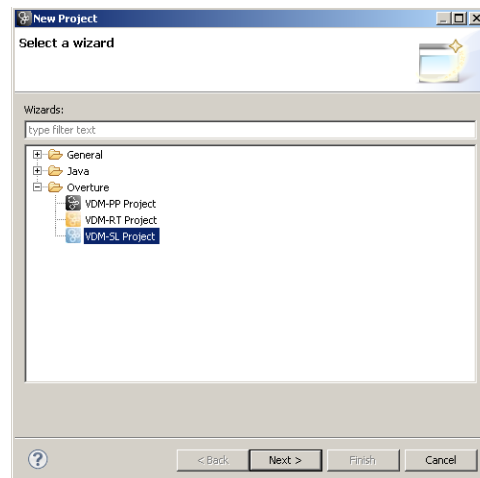 New Project
Select a wizard
Wizards:
type filter text
General
Java
Overture
VDM-PP Project
VDM-RT Project
VDM-SL Project
?
< Back
Next >
Finish
Cancel